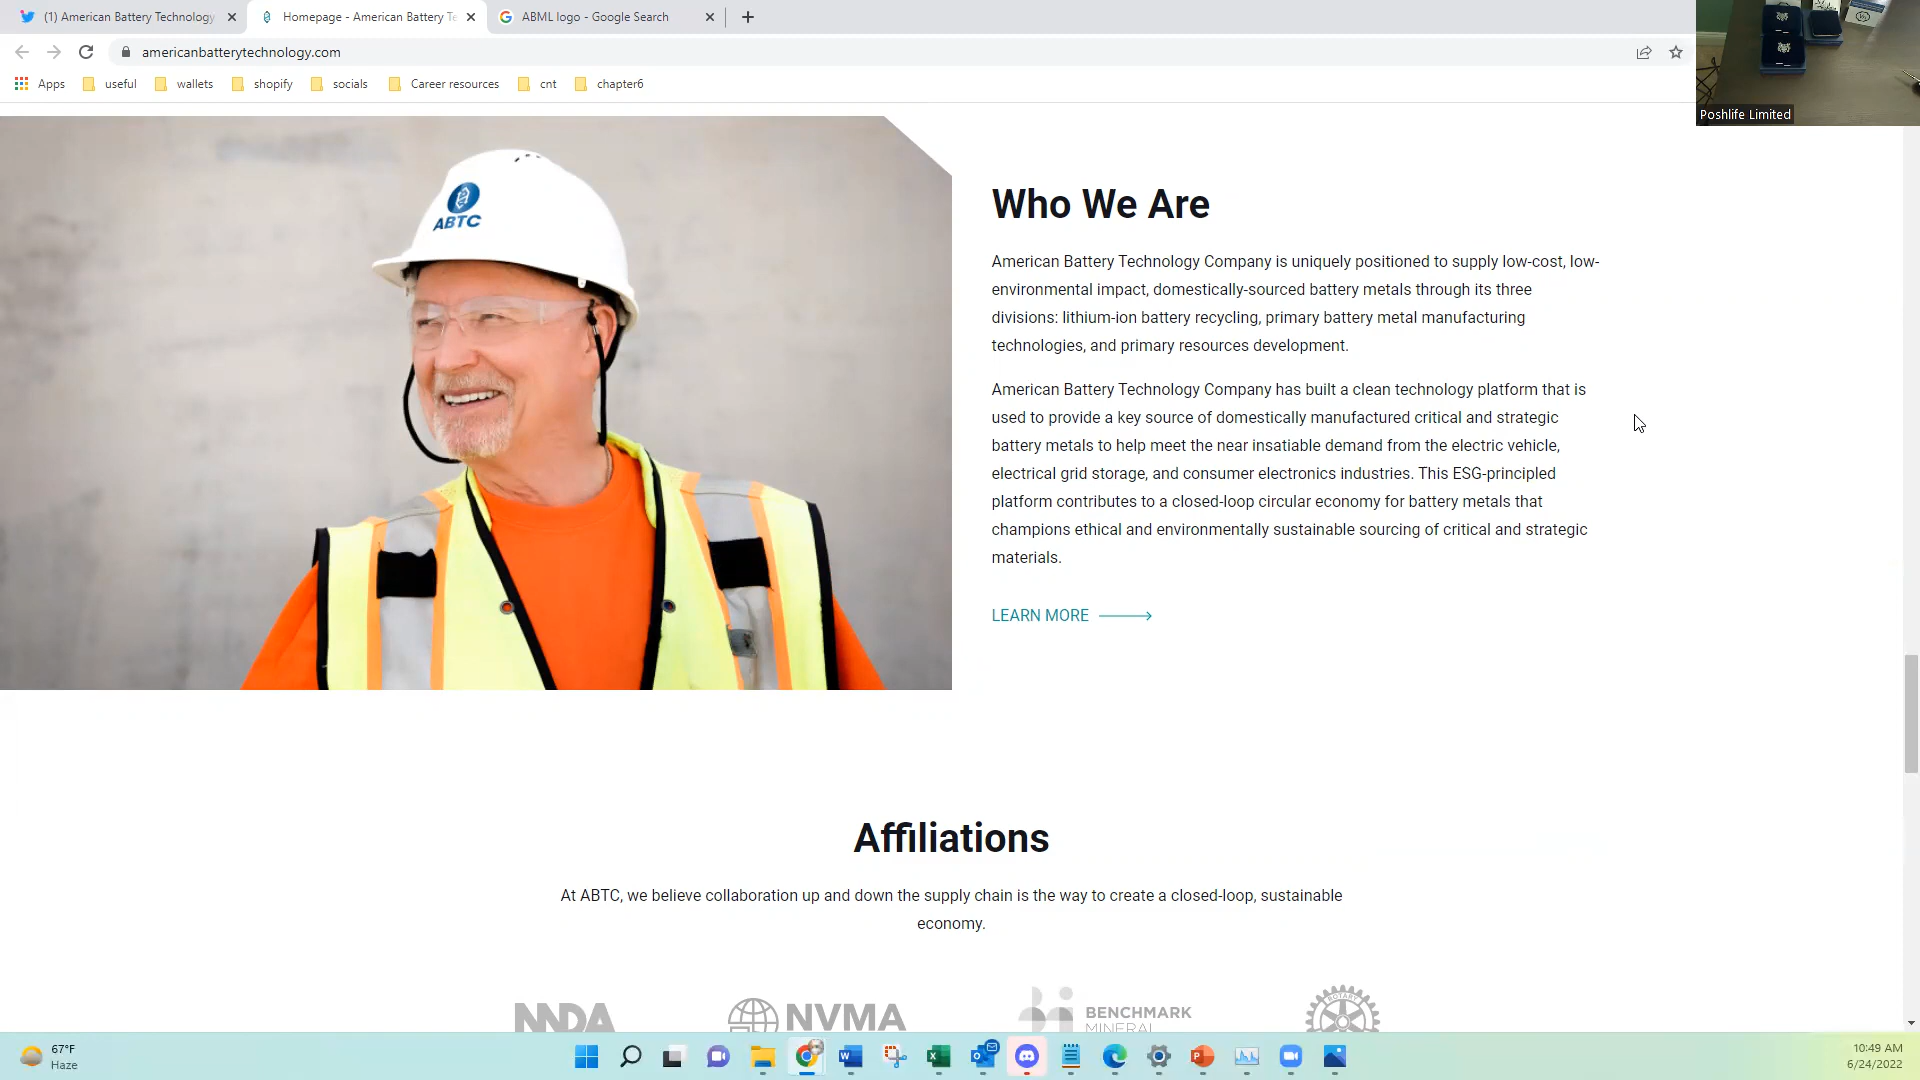 (1) American Battery Technology
Homepage - American Battery Te
ABML logo - Google Search
americanbatterytechnology.com
Apps
useful
wallets
shopify
socials
Career resources
cnt
chapter6
Poshlife Limited
ABTC
Who We Are
American Battery Technology Company is uniquely positioned to supply low-cost, low-
environmental impact, domestically-sourced battery metals through its three
divisions: lithium-ion battery recycling, primary battery metal manufacturing
technologies, and primary resources development.
American Battery Technology Company has built a clean technology platform that is
used to provide a key source of domestically manufactured critical and strategic
battery metals to help meet the near insatiable demand from the electric vehicle,
electrical grid storage, and consumer electronics industries. This ESG-principled
platform contributes to a closed-loop circular economy for battery metals that
champions ethical and environmentally sustainable sourcing of critical and strategic
materials.
LEARN MORE
Affiliations
At ABTC, we believe collaboration up and down the supply chain is the way to create a closed-loop, sustainable
economy.
NVMA
BENCHMARK
MINERAL
ROTARY
67°F
Haze
10:49 AM
6/24/2022